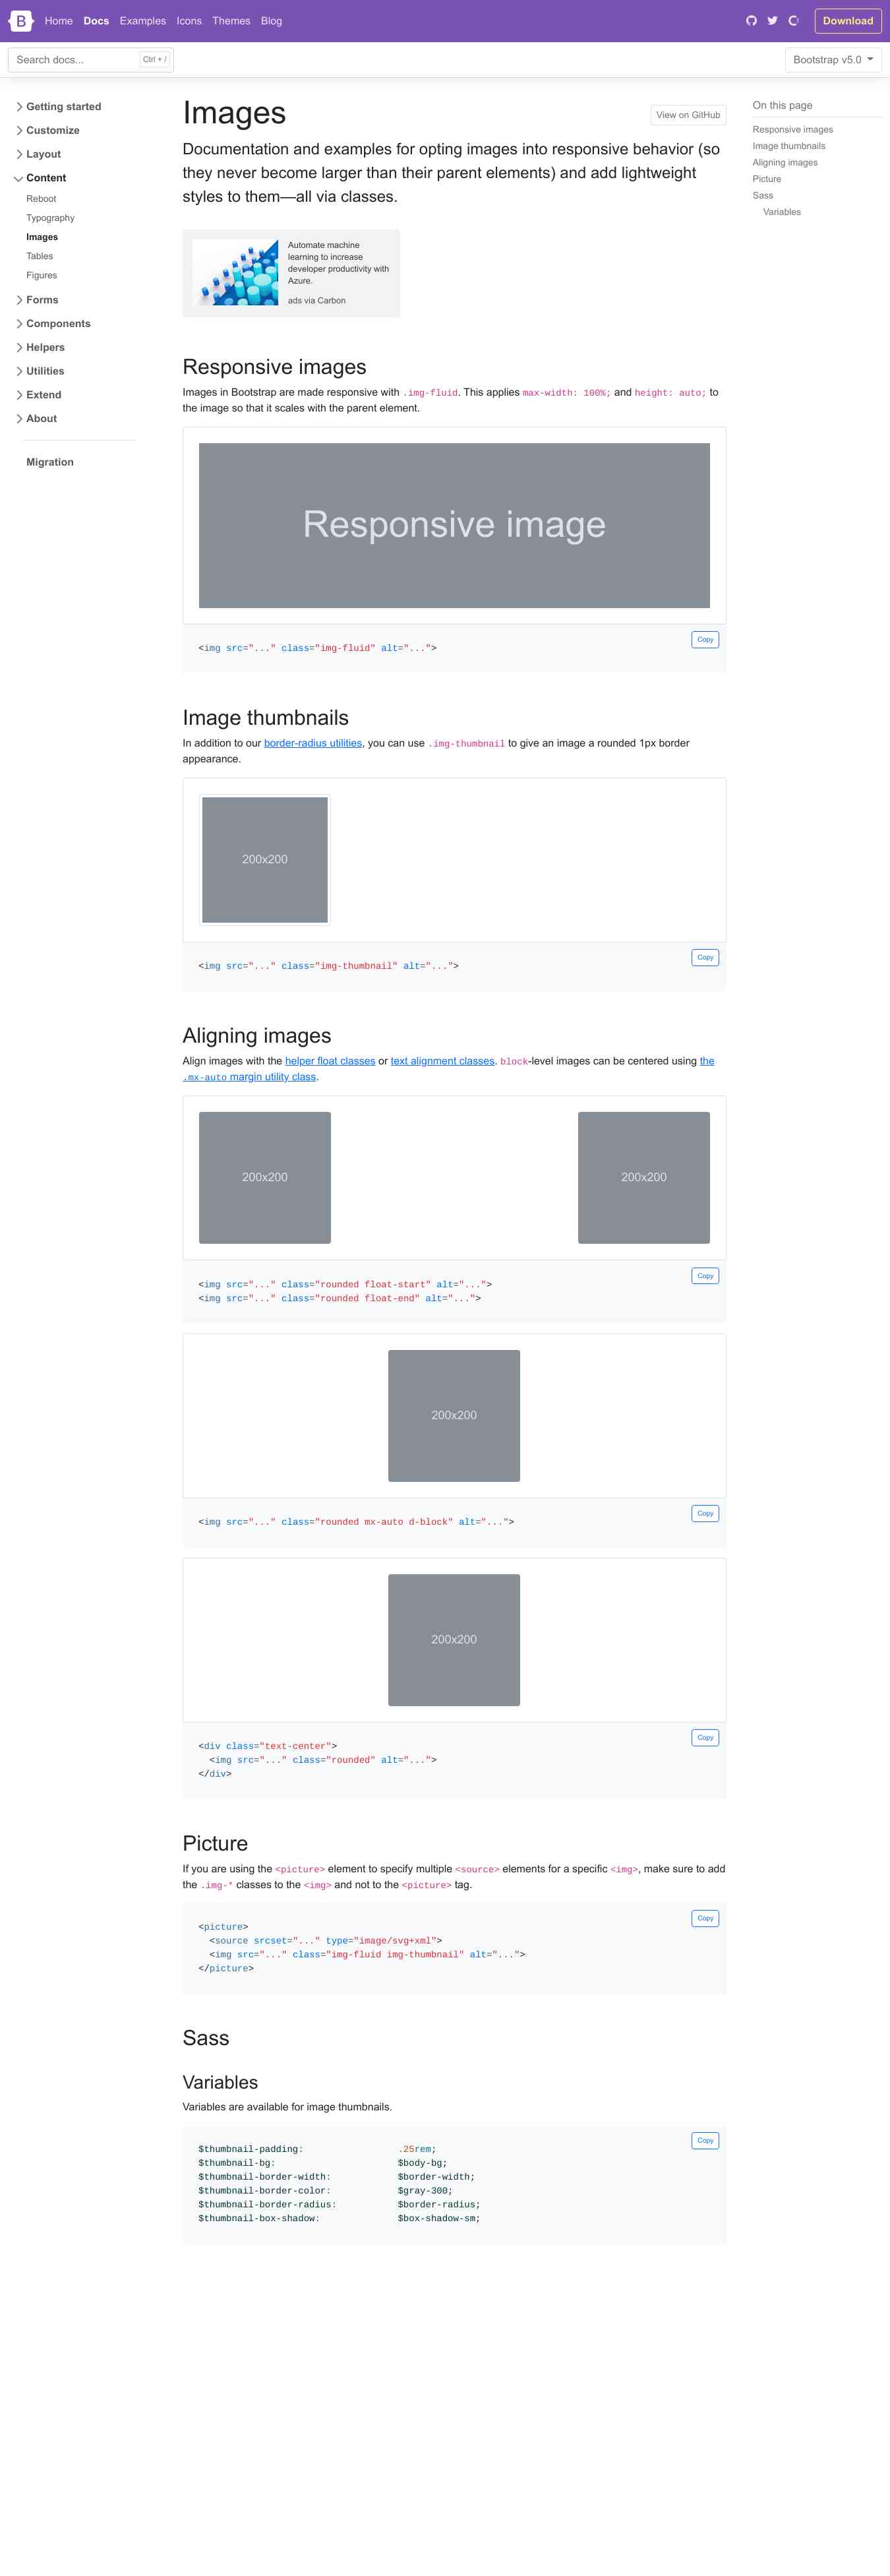 B
Home Docs Examples Icons Themes Blog
Download
Search docs... Ctrl + /
Bootstrap v5.0
Getting started
Customize
Layout
Content
Reboot
Typography
Images
Tables
Figures
Forms
Components
Helpers
Utilities
Extend
About
Migration
Images
View on GitHub
Documentation and examples for opting images into responsive behavior (so
they never become larger than their parent elements) and add lightweight
styles to them—all via classes.
Automate machine
learning to increase
developer productivity with
Azure.
ads via Carbon
Responsive images
Images in Bootstrap are made responsive with .img-fluid. This applies max-width: 100%; and height: auto; to
the image so that it scales with the parent element.
Responsive image
Copy
<img src="..." class="img-fluid" alt="...">
Image thumbnails
In addition to our border-radius utilities, you can use .img-thumbnail to give an image a rounded 1px border
appearance.
200x200
Copy
<img src="..." class="img-thumbnail" alt="...">
Aligning images
Align images with the helper float classes or text alignment classes. block-level images can be centered using the
.mx-auto margin utility class.
200x200 200x200
Copy
<img src="..." class="rounded float-start" alt="...">
<img src="..." class="rounded float-end" alt="...">
200x200
Copy
<img src="..." class="rounded mx-auto d-block" alt="...">
200x200
Copy
<div class="text-center">
  <img src="..." class="rounded" alt="...">
</div>
Picture
If you are using the <picture> element to specify multiple <source> elements for a specific <img>, make sure to add
the .img-* classes to the <img> and not to the <picture> tag.
Copy
<picture>
  <source srcset="..." type="image/svg+xml">
  <img src="..." class="img-fluid img-thumbnail" alt="...">
</picture>
Sass
Variables
Variables are available for image thumbnails.
Copy
$thumbnail-padding:                 .25rem;
$thumbnail-bg:                      $body-bg;
$thumbnail-border-width:            $border-width;
$thumbnail-border-color:            $gray-300;
$thumbnail-border-radius:           $border-radius;
$thumbnail-box-shadow:              $box-shadow-sm;
On this page
Responsive images
Image thumbnails
Aligning images
Picture
Sass
Variables